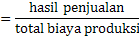 = hasil penjualan
total biaya produksi